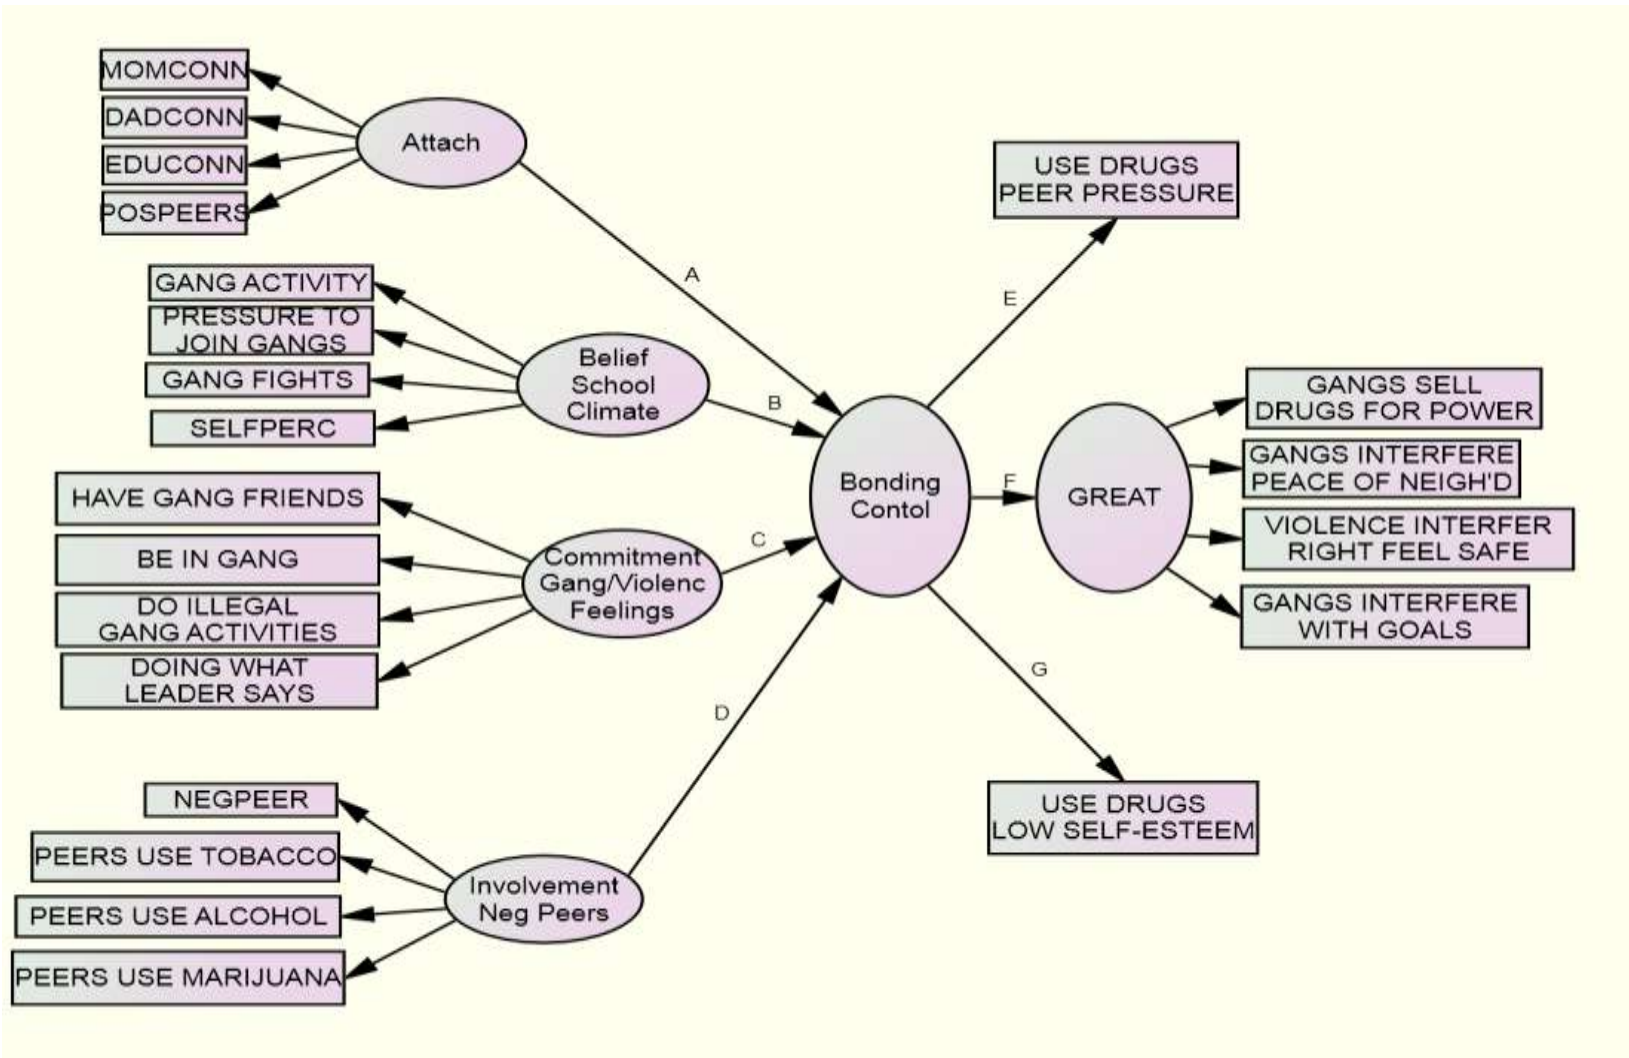 MOMCONN
DADCONN
EDUCONN
POSPEERS
Attach
GANG ACTIVITY
PRESSURE TO
JOIN GANGS
GANG FIGHTS
SELFPERC
Belief
School
Climate
HAVE GANG FRIENDS
BE IN GANG
DO ILLEGAL
GANG ACTIVITIES
DOING WHAT
LEADER SAYS
Commitment
Gang/Violenc
Feelings
NEGPEER
PEERS USE TOBACCO
PEERS USE ALCOHOL
PEERS USE MARIJUANA
Involvement
Neg Peers
A
B
C
D
Bonding
Contol
E
F
G
USE DRUGS
PEER PRESSURE
GREAT
GANGS SELL
DRUGS FOR POWER
GANGS INTERFERE
PEACE OF NEIGH'D
VIOLENCE INTERFER
RIGHT FEEL SAFE
GANGS INTERFERE
WITH GOALS
USE DRUGS
LOW SELF-ESTEEM